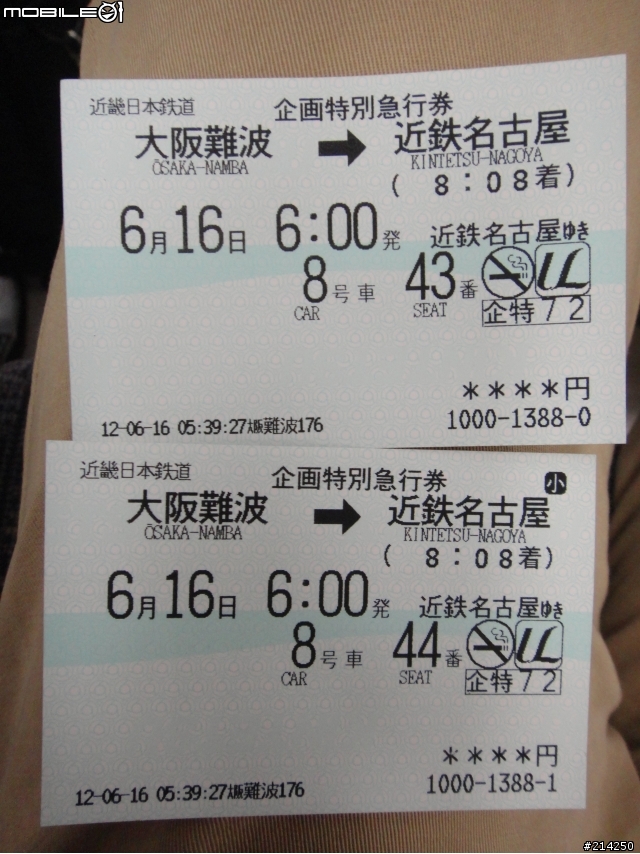 MOBILE01
近畿日本鉄道 企画特別急行券
大阪難波 → 近鉄名古屋
ŌSAKA-NAMBA KINTETSU-NAGOYA
( 8:08着)
6月16日 6:00発 近鉄名古屋ゆき
8号車 43番
CAR SEAT
企特72
****円
12-06-16 05:39:27 難波176 1000-1388-0
近畿日本鉄道 企画特別急行券 小
大阪難波 → 近鉄名古屋
ŌSAKA-NAMBA KINTETSU-NAGOYA
( 8:08着)
6月16日 6:00発 近鉄名古屋ゆき
8号車 44番
CAR SEAT
企特72
****円
12-06-16 05:39:27 難波176 1000-1388-1
#214250